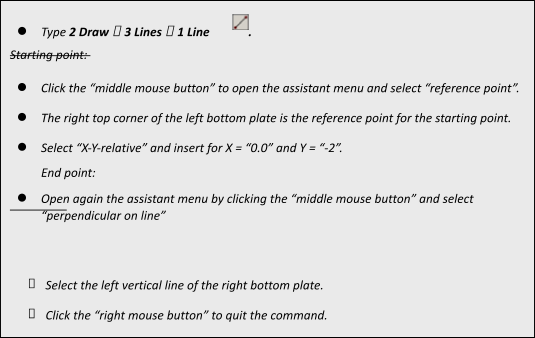 ● Type 2 Draw  3 Lines  1 Line .
Starting point:
● Click the “middle mouse button” to open the assistant menu and select “reference point”.
● The right top corner of the left bottom plate is the reference point for the starting point.
● Select “X-Y-relative” and insert for X = “0.0” and Y = “-2”.
End point:
● Open again the assistant menu by clicking the “middle mouse button” and select
“perpendicular on line”
 Select the left vertical line of the right bottom plate.
 Click the “right mouse button” to quit the command.